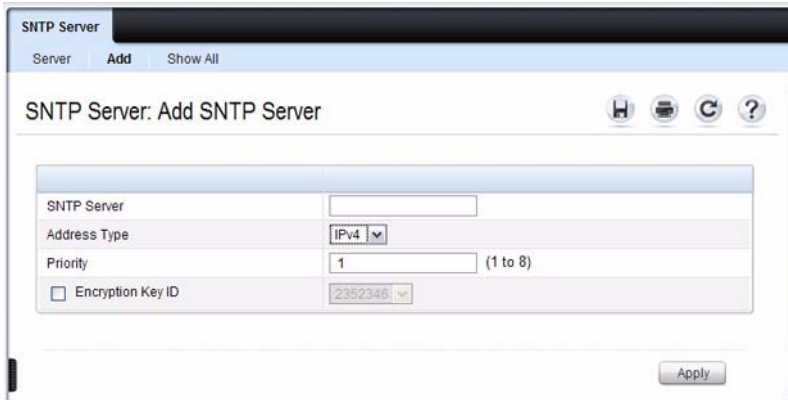 SNTP Server
Server Add Show All
SNTP Server: Add SNTP Server
SNTP Server
Address Type IPv4
Priority 1 (1 to 8)
Encryption Key ID 2352346
Apply